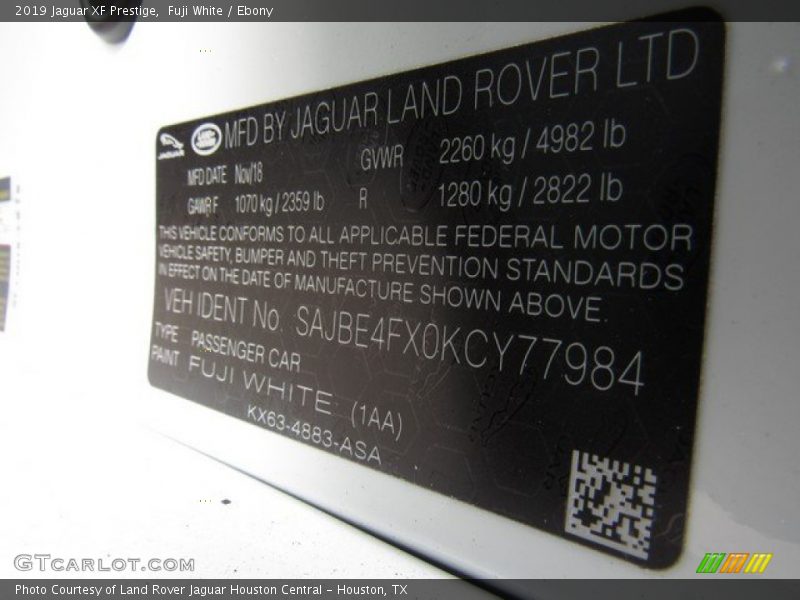 2019 Jaguar XF Prestige,  Fuji White / Ebony
JAGUAR LAND ROVER MFD BY JAGUAR LAND ROVER LTD
MFD DATE Nov/18 GVWR 2260 kg / 4982 lb
GAWR F 1070 kg / 2359 lb R 1280 kg / 2822 lb
THIS VEHICLE CONFORMS TO ALL APPLICABLE FEDERAL MOTOR
VEHICLE SAFETY, BUMPER AND THEFT PREVENTION STANDARDS
IN EFFECT ON THE DATE OF MANUFACTURE SHOWN ABOVE.
VEH IDENT No. SAJBE4FX0KCY77984
TYPE PASSENGER CAR
PAINT FUJI WHITE (1AA)
KX63-4883-ASA
GTcarlot.com
Photo Courtesy of Land Rover Jaguar Houston Central - Houston, TX